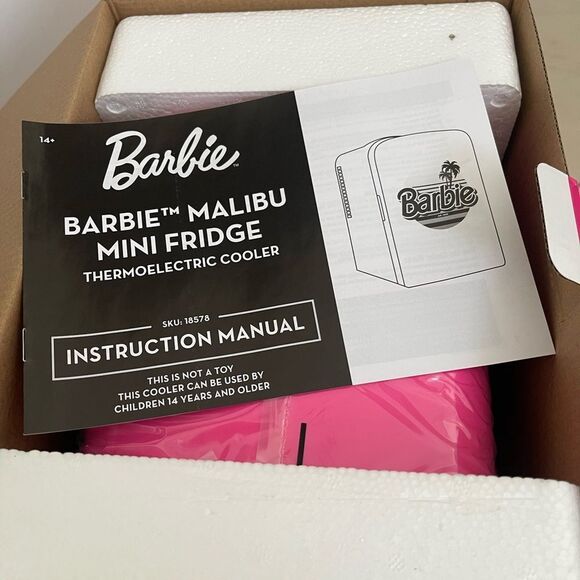 14+
Barbie™
BARBIE™ MALIBU
MINI FRIDGE
THERMOELECTRIC COOLER
SKU: 18578
INSTRUCTION MANUAL
THIS IS NOT A TOY
THIS COOLER CAN BE USED BY
CHILDREN 14 YEARS AND OLDER
Barbie